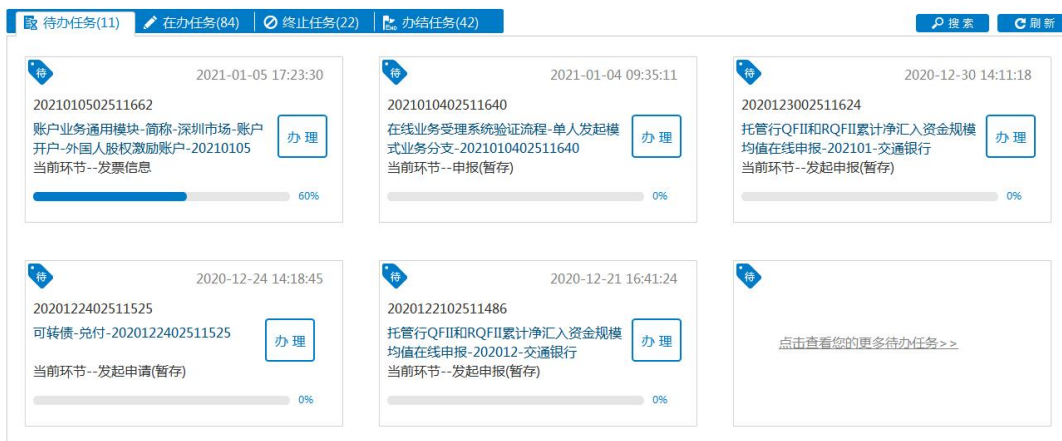 待办任务(11) 在办任务(84) 终止任务(22) 办结任务(42) 搜索 刷新
待 2021-01-05 17:23:30
2021010502511662
账户业务通用模块-简称-深圳市场-账户
开户-外国人股权激励账户-20210105
办理
当前环节--发票信息
60%
待 2021-01-04 09:35:11
2021010402511640
在线业务受理系统验证流程-单人发起模
式业务分支-2021010402511640
办理
当前环节--申报(暂存)
0%
待 2020-12-30 14:11:18
2020123002511624
托管行QFII和RQFII累计净汇入资金规模
均值在线申报-202101-交通银行
办理
当前环节--发起申报(暂存)
0%
待 2020-12-24 14:18:45
2020122402511525
可转债-兑付-2020122402511525
办理
当前环节--发起申请(暂存)
0%
待 2020-12-21 16:41:24
2020122102511486
托管行QFII和RQFII累计净汇入资金规模
均值在线申报-202012-交通银行
办理
当前环节--发起申报(暂存)
0%
待
点击查看您的更多待办任务>>